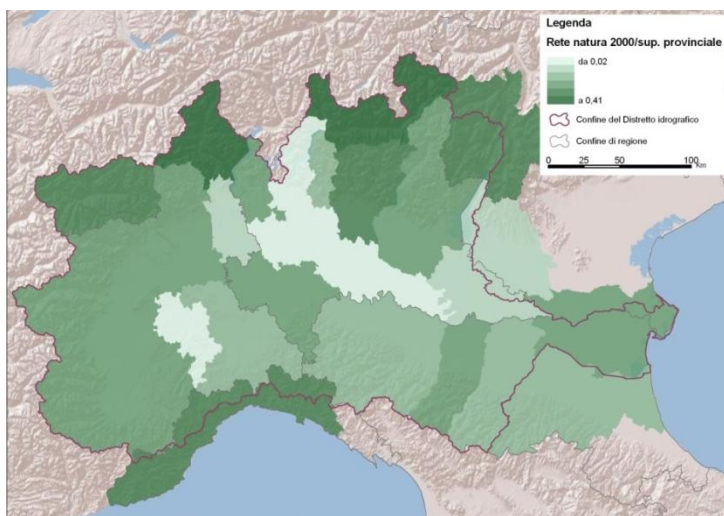 Legenda
Rete natura 2000/sup. provinciale
da 0,02
a 0,41
Confine del Distretto idrografico
Confine di regione
0 25 50 100
Km